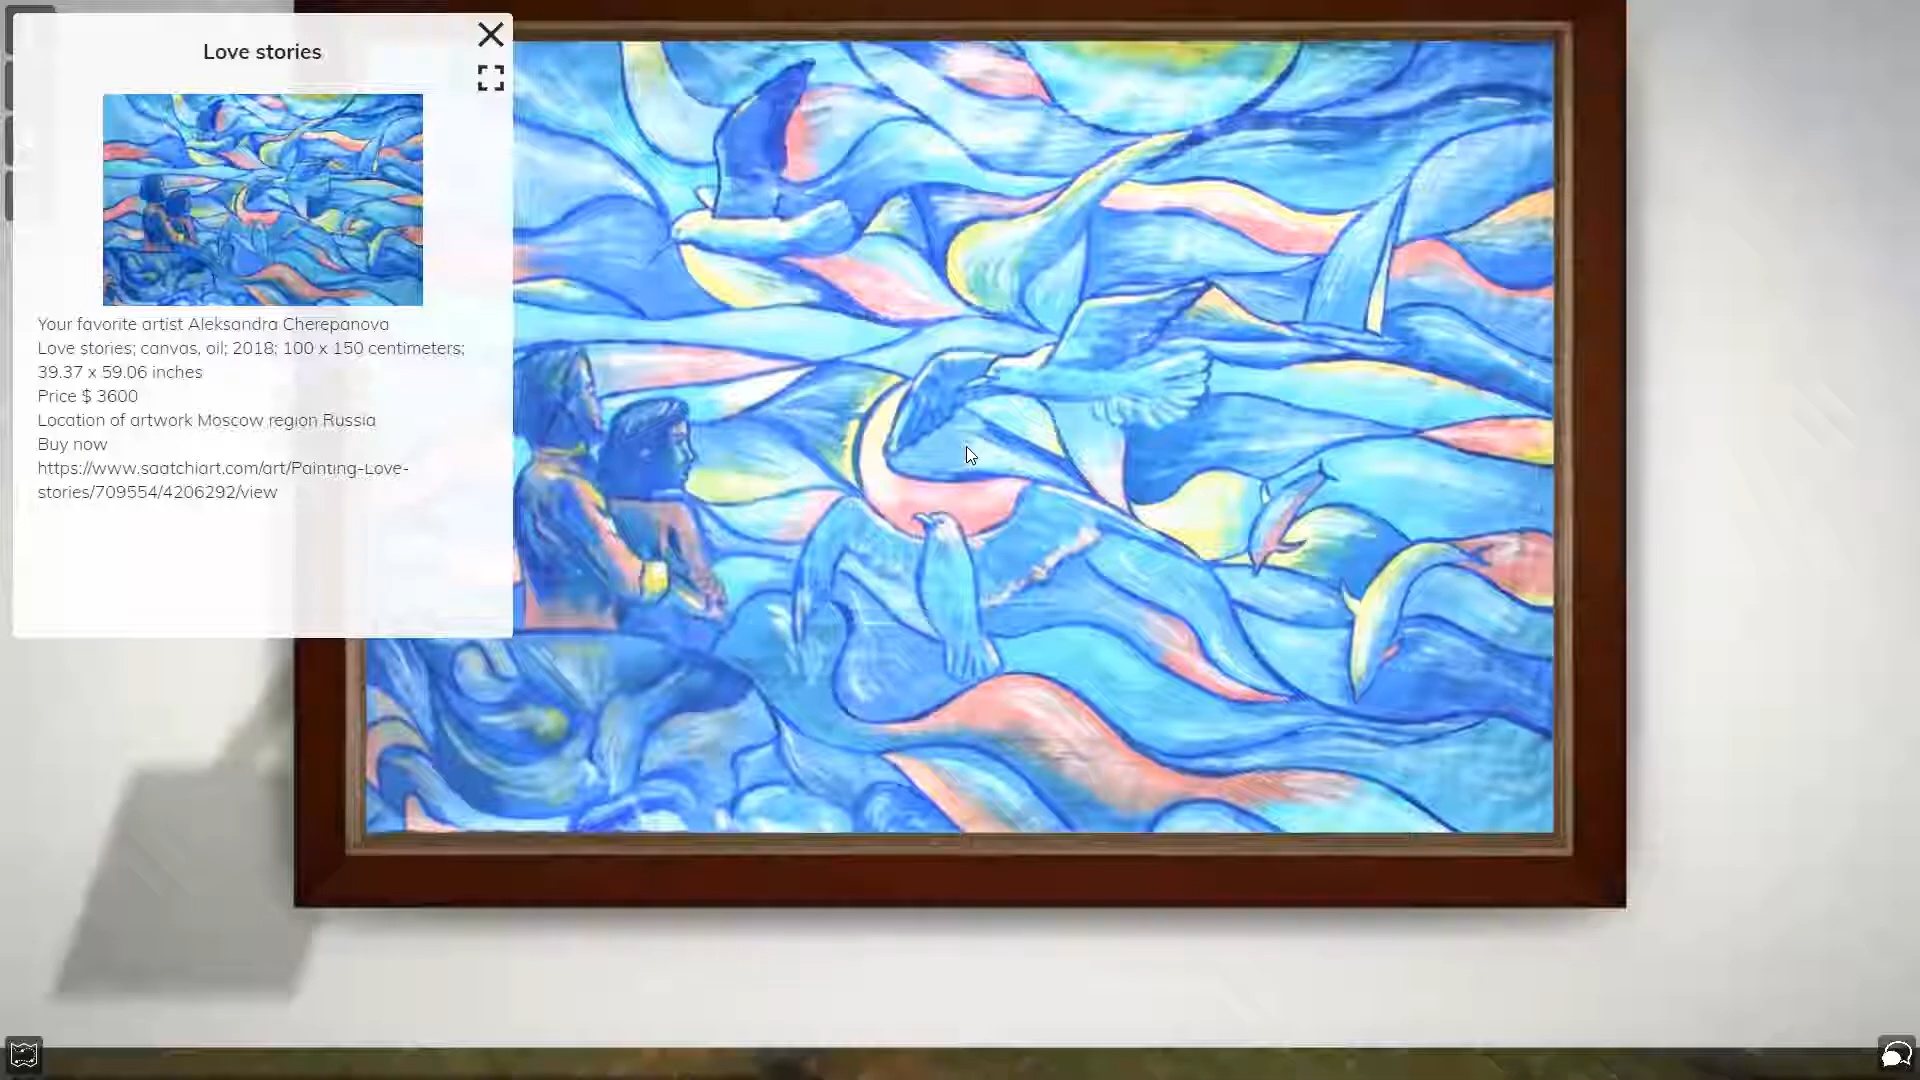 Love stories
Your favorite artist Aleksandra Cherepanova
Love stories; canvas, oil; 2018; 100 x 150 centimeters;
39.37 x 59.06 inches
Price $ 3600
Location of artwork Moscow region Russia
Buy now
https://www.saatchiart.com/art/Painting-Love-
stories/709554/4206292/view